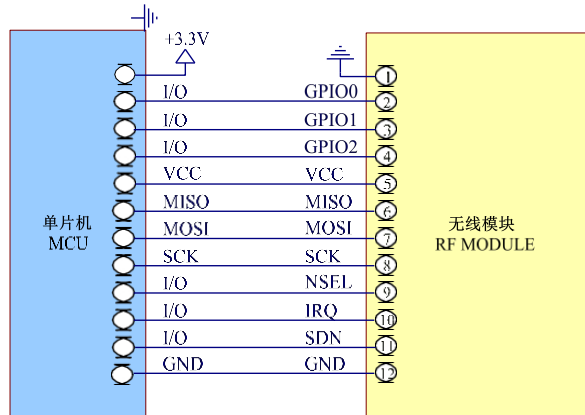 +3.3V
1
I/O GPIO0 2
I/O GPIO1 3
I/O GPIO2 4
VCC VCC 5
MISO MISO 6
MOSI MOSI 7
SCK SCK 8
I/O NSEL 9
I/O IRQ 10
I/O SDN 11
GND GND 12
单片机
MCU
无线模块
RF MODULE